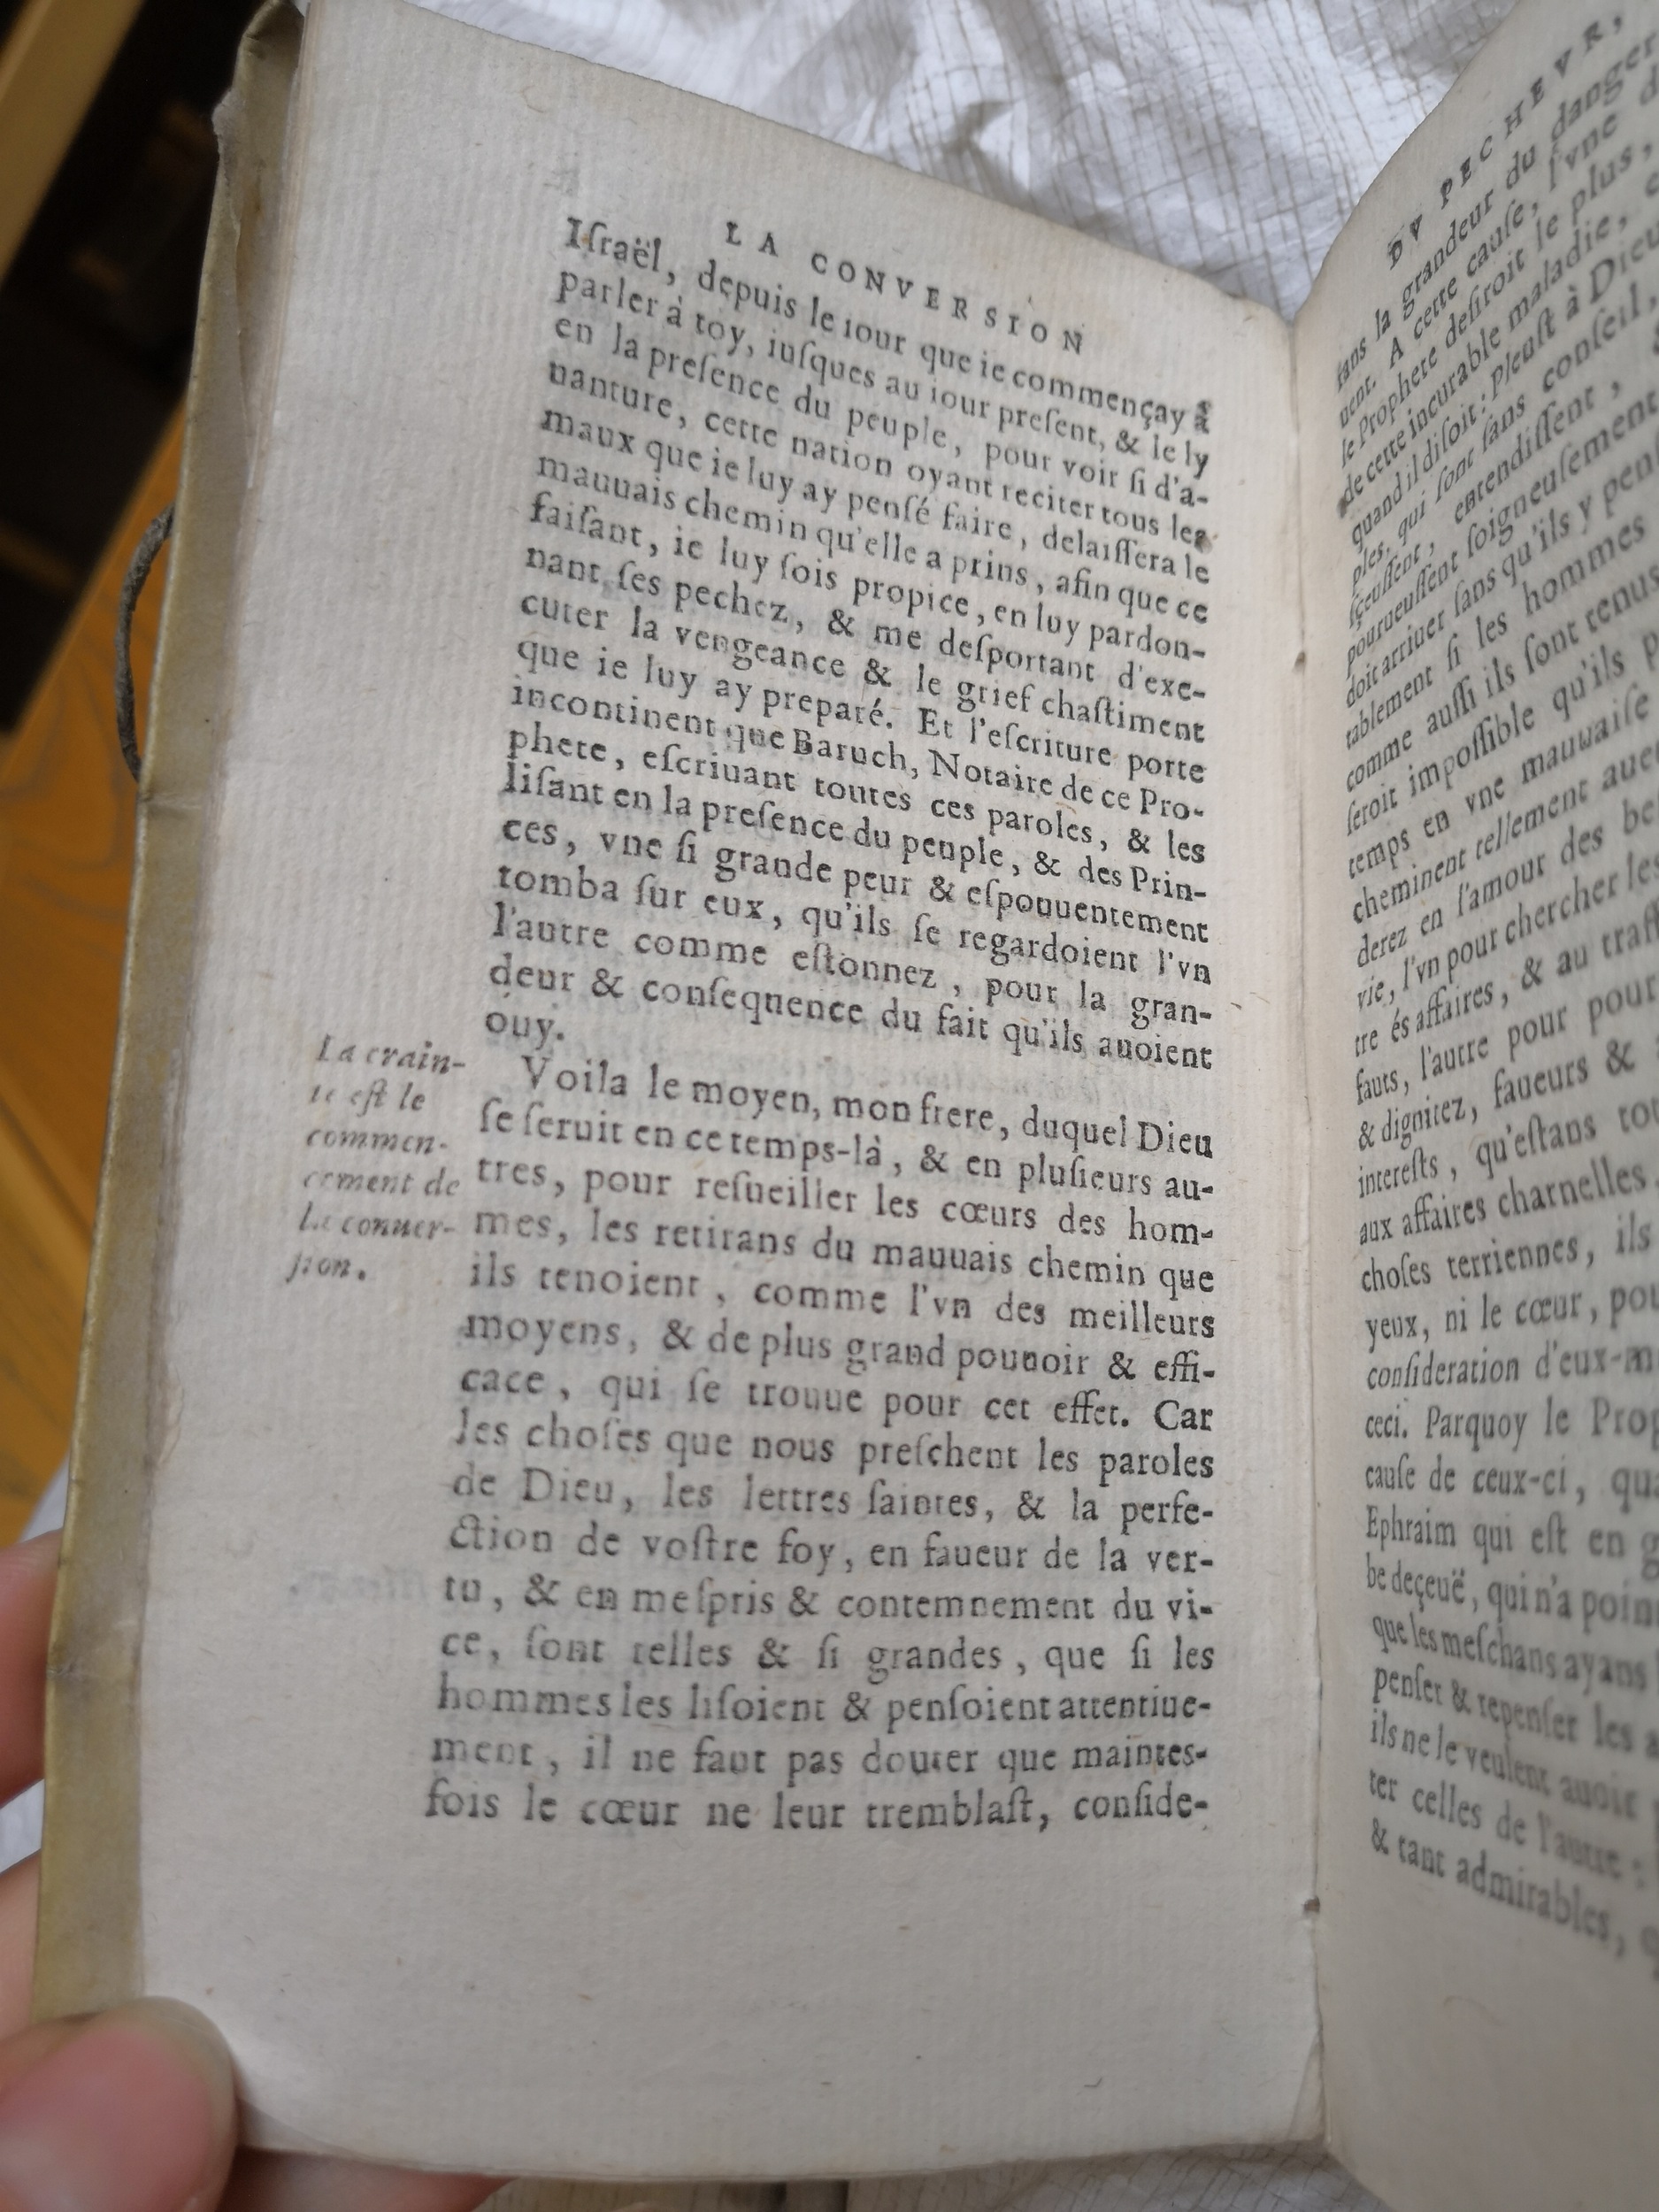 LA CONVERSION
Iſraël, depuis le iour que ie commençay à
parler à toy, iuſques au iour preſent, & le ly
en la preſence du peuple, pour voir ſi d'a-
uanture, cette nation oyant reciter tous les
maux que ie luy ay penſé faire, delaiſſera le
mauuais chemin qu'elle a prins, afin que ce
faiſant, ie luy ſois propice, en luy pardon-
nant ſes pechez, & me deſportant d'exe-
cuter la vengeance & le grief chaſtiment
que ie luy ay preparé. Et l'eſcriture porte
incontinent que Baruch, Notaire de ce Pro-
phete, eſcriuant toutes ces paroles, & les
liſant en la preſence du peuple, & des Prin-
ces, vne ſi grande peur & eſpouuentement
tomba ſur eux, qu'ils ſe regardoient l'vn
l'autre comme eſtonnez, pour la gran-
deur & conſequence du fait qu'ils auoient
ouy.
La crain-
te eſt le
commen-
cement de
la conuer-
ſion.
Voila le moyen, mon frere, duquel Dieu
ſe ſeruit en ce temps-là, & en pluſieurs au-
tres, pour reſueiller les cœurs des hom-
mes, les retirans du mauuais chemin que
ils tenoient, comme l'vn des meilleurs
moyens, & de plus grand pouuoir & effi-
cace, qui ſe trouue pour cet effet. Car
les choſes que nous preſchent les paroles
de Dieu, les lettres ſaintes, & la perfe-
ction de voſtre foy, en faueur de la ver-
tu, & en meſpris & contemnement du vi-
ce, ſont telles & ſi grandes, que ſi les
hommes les liſoient & penſoient attentiue-
ment, il ne faut pas douter que maintes-
fois le cœur ne leur tremblaſt, conſide-
DV PECHEVR,
ſans la grandeur du danger
nent. A cette cauſe, l'vne
le Prophete deſiroit le plus,
de cette incurable maladie,
quand il diſoit: pleuſt à Dieu
ples, qui ſont ſans conſeil,
ſçeuſſent, entendiſſent,
pourueuſſent ſoigneuſement
doit arriuer ſans qu'ils y
tablement ſi les hommes
comme auſſi ils ſont tenus
ſeroit impoſſible qu'ils
temps en vne mauuaiſe
cheminent tellement
derez en l'amour des
vie, l'vn pour chercher les
tre és affaires, & au
fauts, l'autre pour
& dignitez, faueurs &
intereſts, qu'eſtans
aux affaires charnelles
choſes terriennes, ils
yeux, ni le cœur,
conſideration d'eux-
ceci. Parquoy le
cauſe de ceux-ci,
Ephraim qui eſt en
be deçeuë, qui n'a
que les meſchans ayans
penſer & repenſer les
ils ne le veulent auoir
ter celles de l'autre:
& tant admirables,